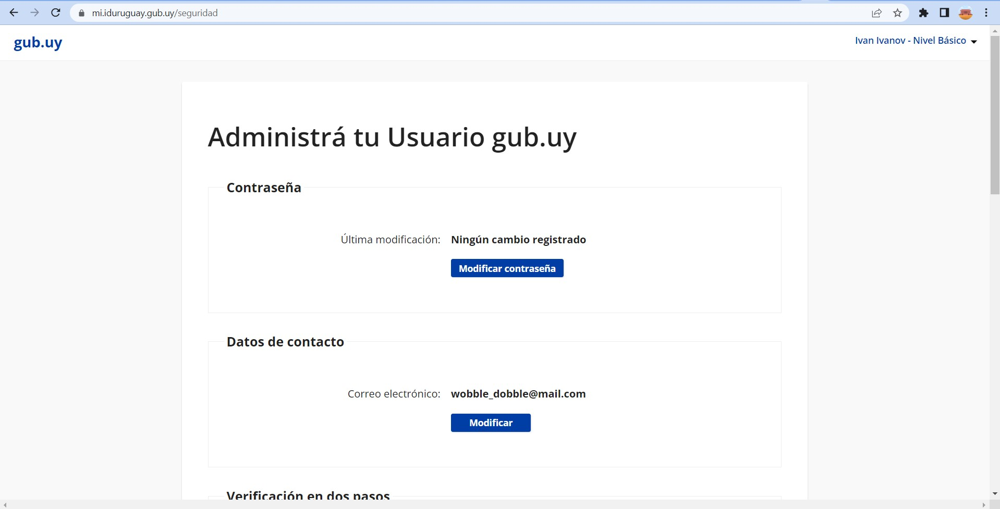 mi.iduruguay.gub.uy/seguridad
gub.uy
Ivan Ivanov - Nivel Básico
Administrá tu Usuario gub.uy
Contraseña
Última modificación: Ningún cambio registrado
Modificar contraseña
Datos de contacto
Correo electrónico: wobble_dobble@mail.com
Modificar
Verificación en dos pasos